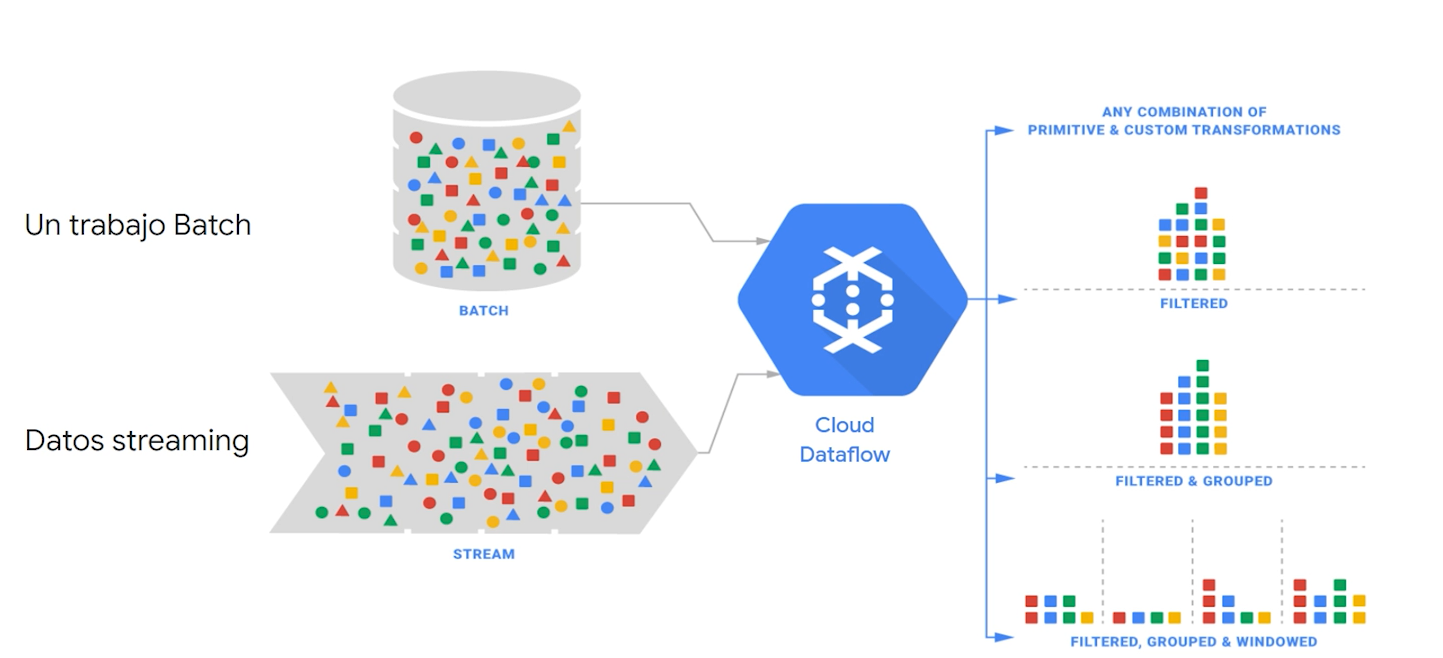 Un trabajo Batch
BATCH
Datos streaming
STREAM
Cloud
Dataflow
ANY COMBINATION OF
PRIMITIVE & CUSTOM TRANSFORMATIONS
FILTERED
FILTERED & GROUPED
FILTERED, GROUPED & WINDOWED